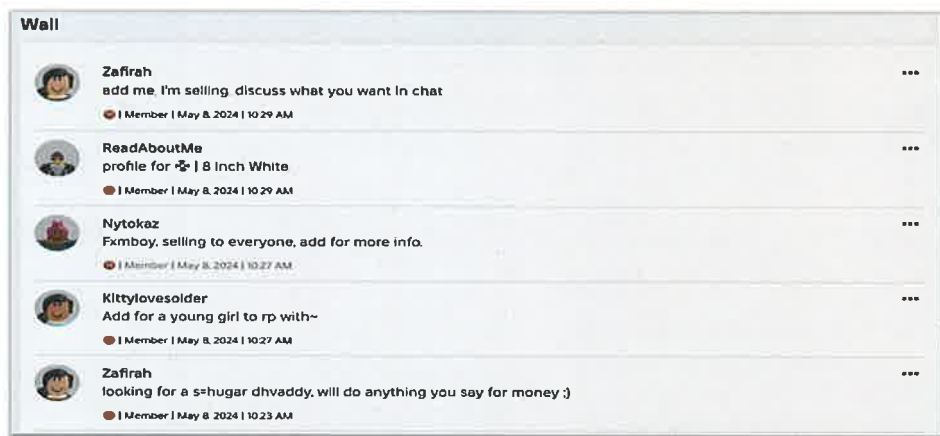 Wall
Zafirah
add me, I'm selling, discuss what you want in chat
| Member | May 8, 2024 | 10:29 AM
ReadAboutMe
profile for | 8 Inch White
| Member | May 8, 2024 | 10:29 AM
Nytokaz
Fxmboy, selling to everyone, add for more info.
| Member | May 8, 2024 | 10:27 AM
Kittylovesolder
Add for a young girl to rp with~
| Member | May 8, 2024 | 10:27 AM
Zafirah
looking for a s=hugar dhvaddy, will do anything you say for money ;)
| Member | May 8, 2024 | 10:23 AM